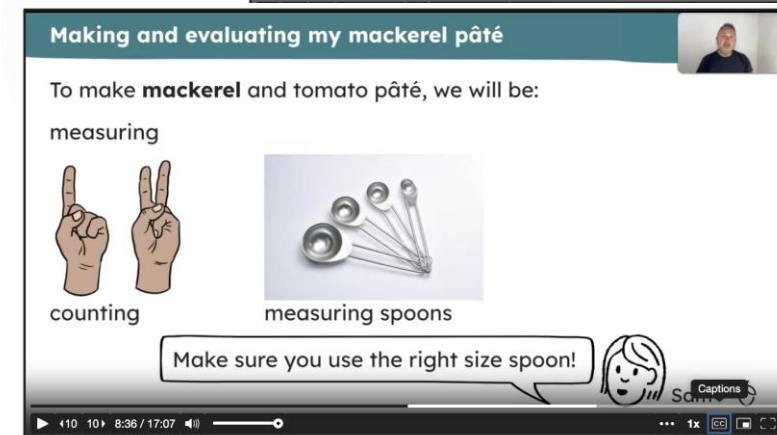 Making and evaluating my mackerel pâté
To make mackerel and tomato pâté, we will be:
measuring
counting
measuring spoons
Make sure you use the right size spoon!
Captions
10 10 8:36 / 17:07
1x CC